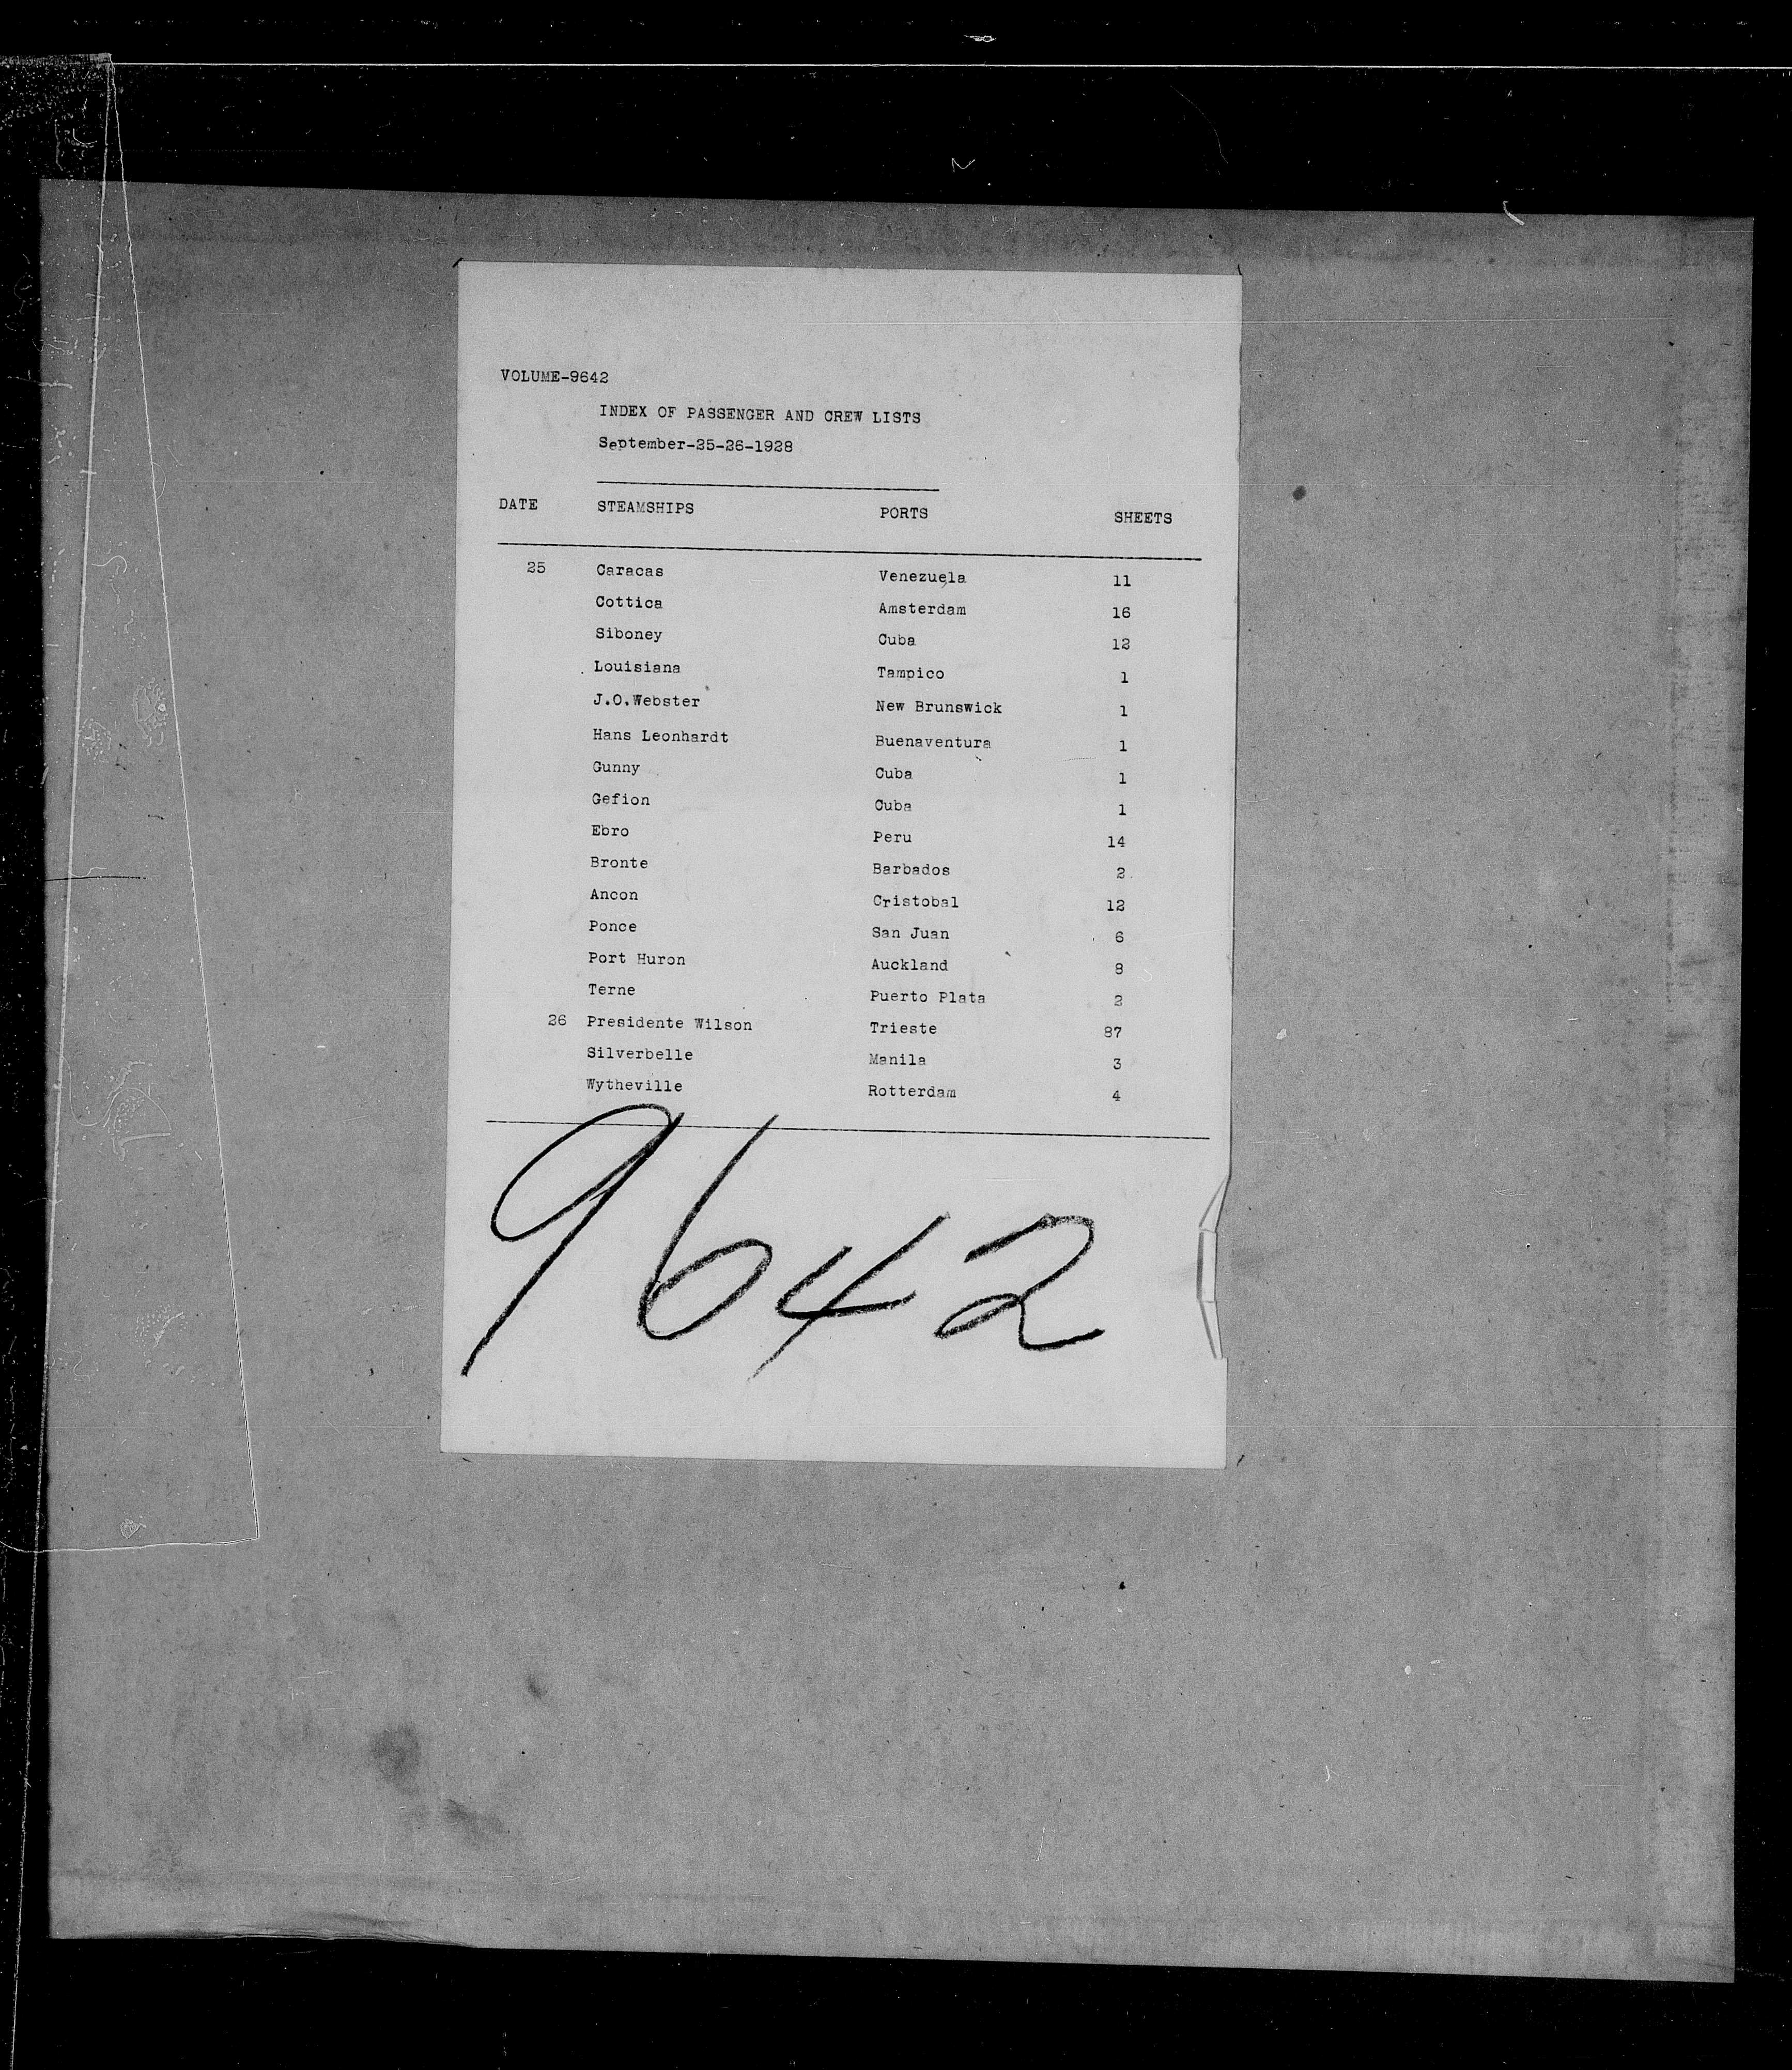 VOLUME-9642
INDEX OF PASSENGER AND CREW LISTS
September-25-26-1928
DATE STEAMSHIPS PORTS SHEETS
25 Caracas Venezuela 11
Cottica Amsterdam 16
Siboney Cuba 12
Louisiana Tampico 1
J.O.Webster New Brunswick 1
Hans Leonhardt Buenaventura 1
Gunny Cuba 1
Gefion Cuba 1
Ebro Peru 14
Bronte Barbados 2
Ancon Cristobal 12
Ponce San Juan 6
Port Huron Auckland 8
Terne Puerto Plata 2
26 Presidente Wilson Trieste 87
Silverbelle Manila 3
Wytheville Rotterdam 4
9642